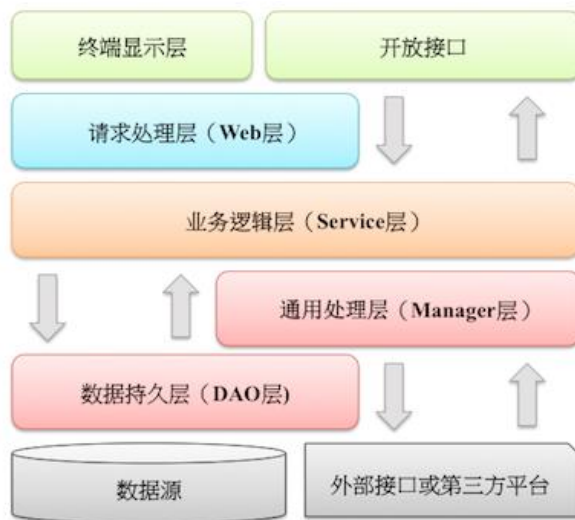 终端显示层
开放接口
请求处理层（Web层）
业务逻辑层（Service层）
通用处理层（Manager层）
数据持久层（DAO层)
数据源
外部接口或第三方平台